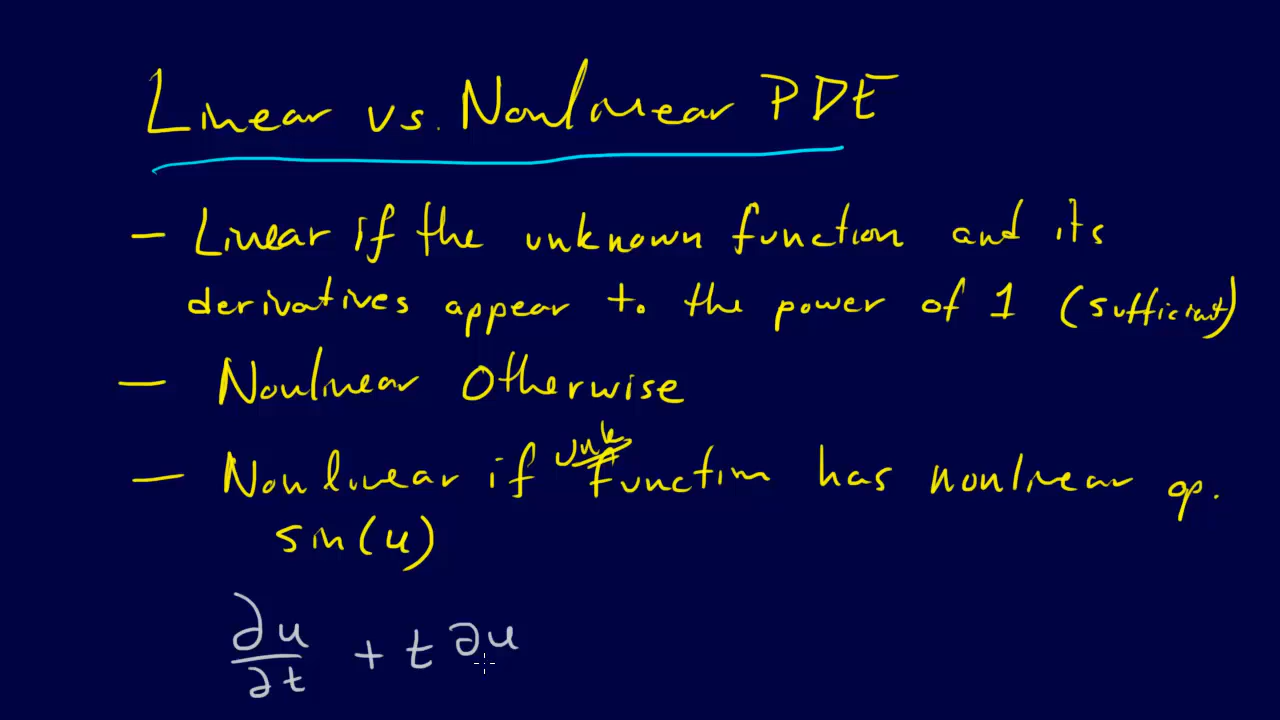 Linear vs. Nonlinear PDE
- Linear if the unknown function and its
derivatives appear to the power of 1 (sufficient)
- Nonlinear Otherwise
- Nonlinear if unk function has nonlinear op.
sin(u)
∂u/∂t + t ∂u